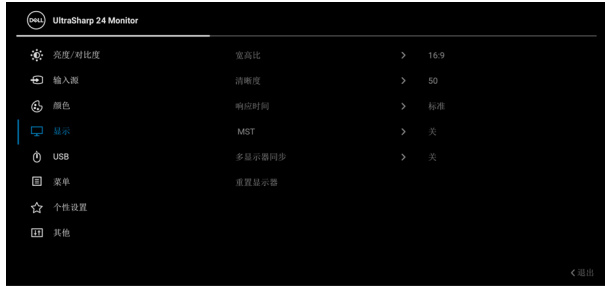 DELL UltraSharp 24 Monitor
亮度/对比度 宽高比 16:9
输入源 清晰度 50
颜色 响应时间 标准
显示 MST 关
USB 多显示器同步 关
菜单 重置显示器
个性设置
其他
退出